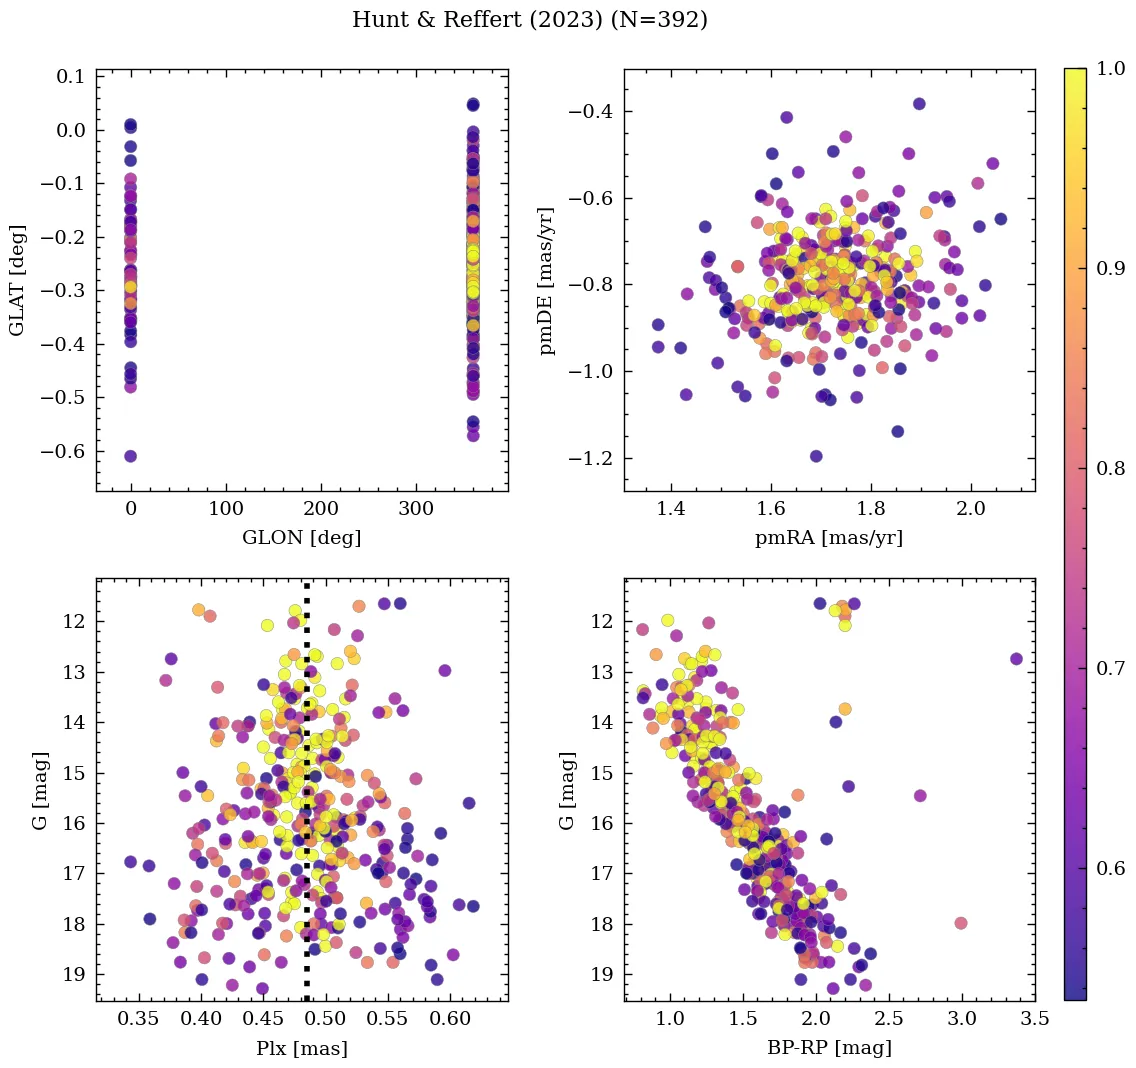 Hunt & Reffert (2023) (N=392)
0.1
0.0
−0.1
−0.2
−0.3
−0.4
−0.5
−0.6
GLAT [deg]
0 100 200 300
GLON [deg]
−0.4
−0.6
−0.8
−1.0
−1.2
pmDE [mas/yr]
1.4 1.6 1.8 2.0
pmRA [mas/yr]
12
13
14
15
16
17
18
19
G [mag]
0.35 0.40 0.45 0.50 0.55 0.60
Plx [mas]
12
13
14
15
16
17
18
19
G [mag]
1.0 1.5 2.0 2.5 3.0 3.5
BP-RP [mag]
1.0
0.9
0.8
0.7
0.6